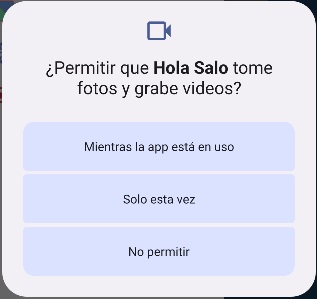 ¿Permitir que Hola Salo tome
fotos y grabe videos?
Mientras la app está en uso
Solo esta vez
No permitir